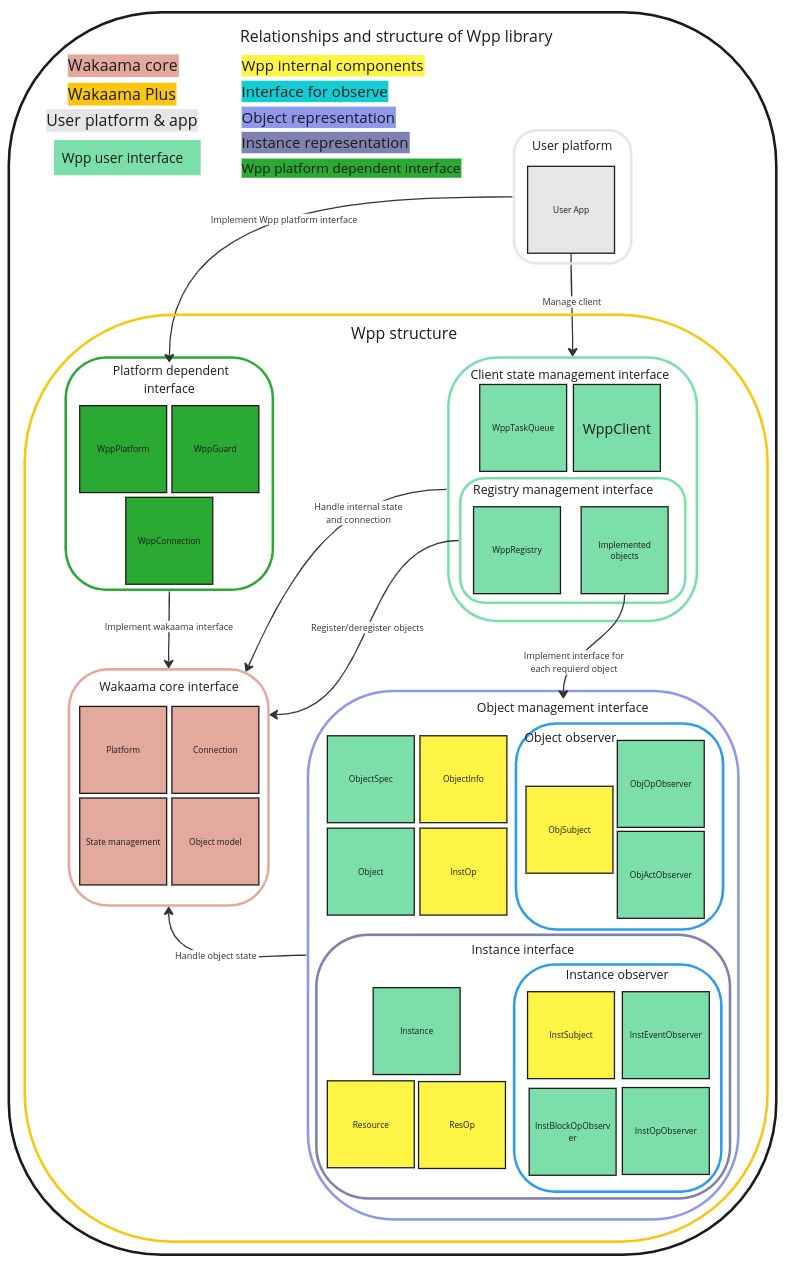 Relationships and structure of Wpp library
Wakaama core
Wakaama Plus
User platform & app
Wpp user interface
Wpp internal components
Interface for observe
Object representation
Instance representation
Wpp platform dependent interface
User platform
User App
Implement Wpp platform interface
Manage client
Wpp structure
Platform dependent
interface
WppPlatform
WppGuard
WppConnection
Client state management interface
WppTaskQueue
WppClient
Registry management interface
WppRegistry
Implemented
objects
Handle internal state
and connection
Implement wakaama interface
Register/deregister objects
Implement interface for
each requierd object
Wakaama core interface
Platform
Connection
State management
Object model
Object management interface
ObjectSpec
ObjectInfo
Object
InstOp
Object observer
ObjSubject
ObjOpObserver
ObjActObserver
Handle object state
Instance interface
Instance
Resource
ResOp
Instance observer
InstSubject
InstEventObserver
InstBlockOpObserv
er
InstOpObserver